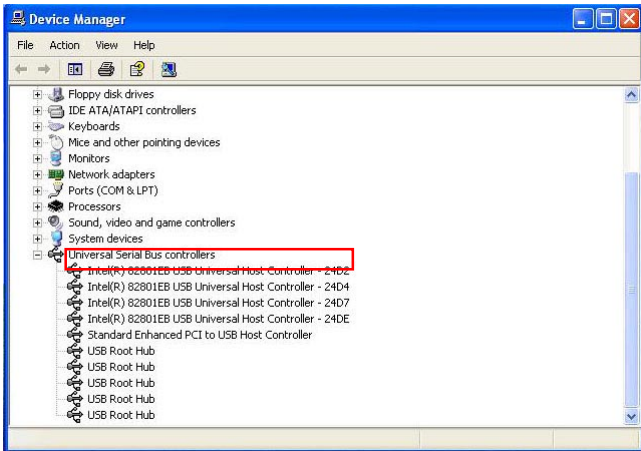 Device Manager
File Action View Help
Floppy disk drives
IDE ATA/ATAPI controllers
Keyboards
Mice and other pointing devices
Monitors
Network adapters
Ports (COM & LPT)
Processors
Sound, video and game controllers
System devices
Universal Serial Bus controllers
Intel(R) 82801EB USB Universal Host Controller - 24D2
Intel(R) 82801EB USB Universal Host Controller - 24D4
Intel(R) 82801EB USB Universal Host Controller - 24D7
Intel(R) 82801EB USB Universal Host Controller - 24DE
Standard Enhanced PCI to USB Host Controller
USB Root Hub
USB Root Hub
USB Root Hub
USB Root Hub
USB Root Hub